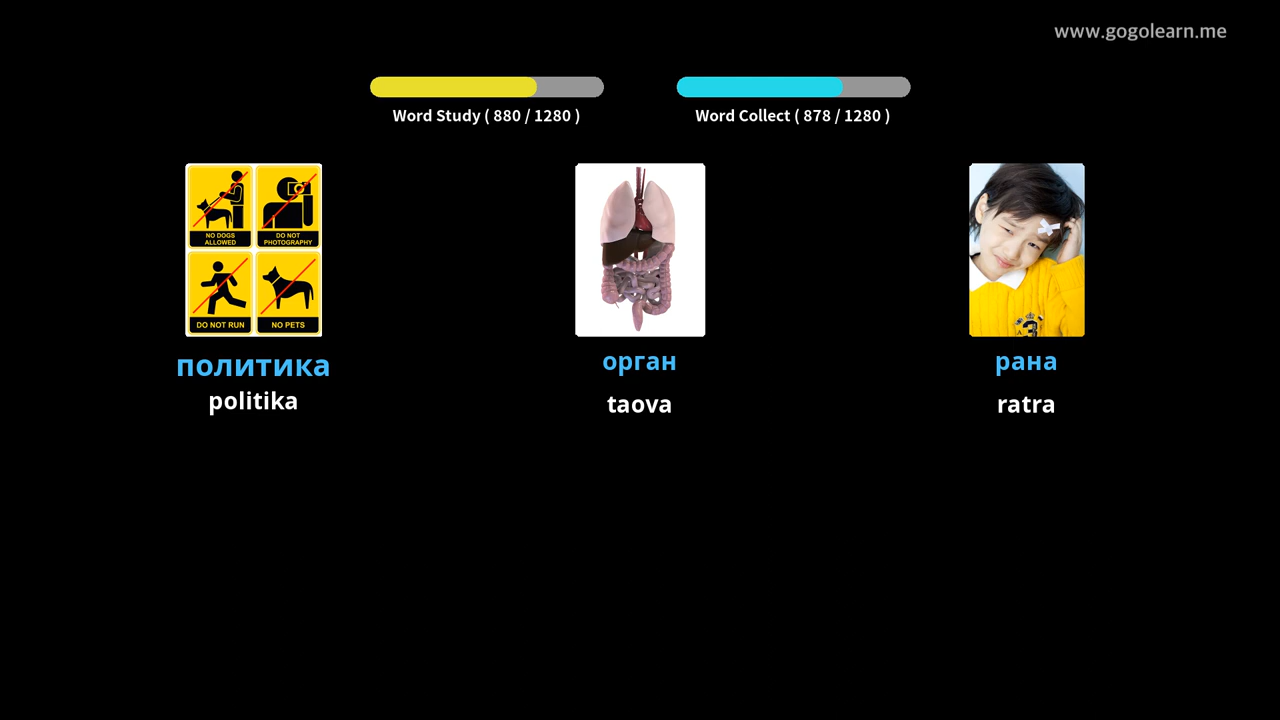 www.gogolearn.me
Word Study ( 880 / 1280 )
Word Collect ( 878 / 1280 )
NO DOGS
ALLOWED
DO NOT
PHOTOGRAPHY
DO NOT RUN
NO PETS
3
политика
орган
рана
politika
taova
ratra